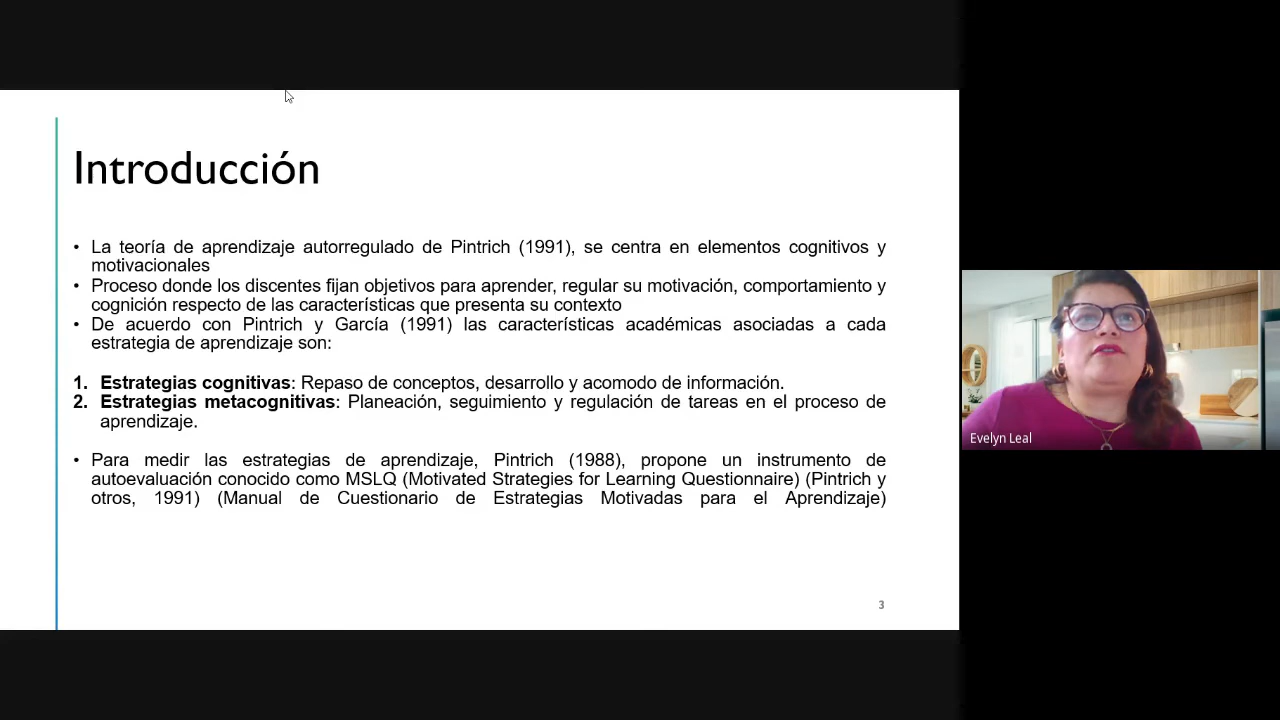 Introducción
• La teoría de aprendizaje autorregulado de Pintrich (1991), se centra en elementos cognitivos y
motivacionales
• Proceso donde los discentes fijan objetivos para aprender, regular su motivación, comportamiento y
cognición respecto de las características que presenta su contexto
• De acuerdo con Pintrich y García (1991) las características académicas asociadas a cada
estrategia de aprendizaje son:
1. Estrategias cognitivas: Repaso de conceptos, desarrollo y acomodo de información.
2. Estrategias metacognitivas: Planeación, seguimiento y regulación de tareas en el proceso de
aprendizaje.
• Para medir las estrategias de aprendizaje, Pintrich (1988), propone un instrumento de
autoevaluación conocido como MSLQ (Motivated Strategies for Learning Questionnaire) (Pintrich y
otros, 1991) (Manual de Cuestionario de Estrategias Motivadas para el Aprendizaje)
3
Evelyn Leal